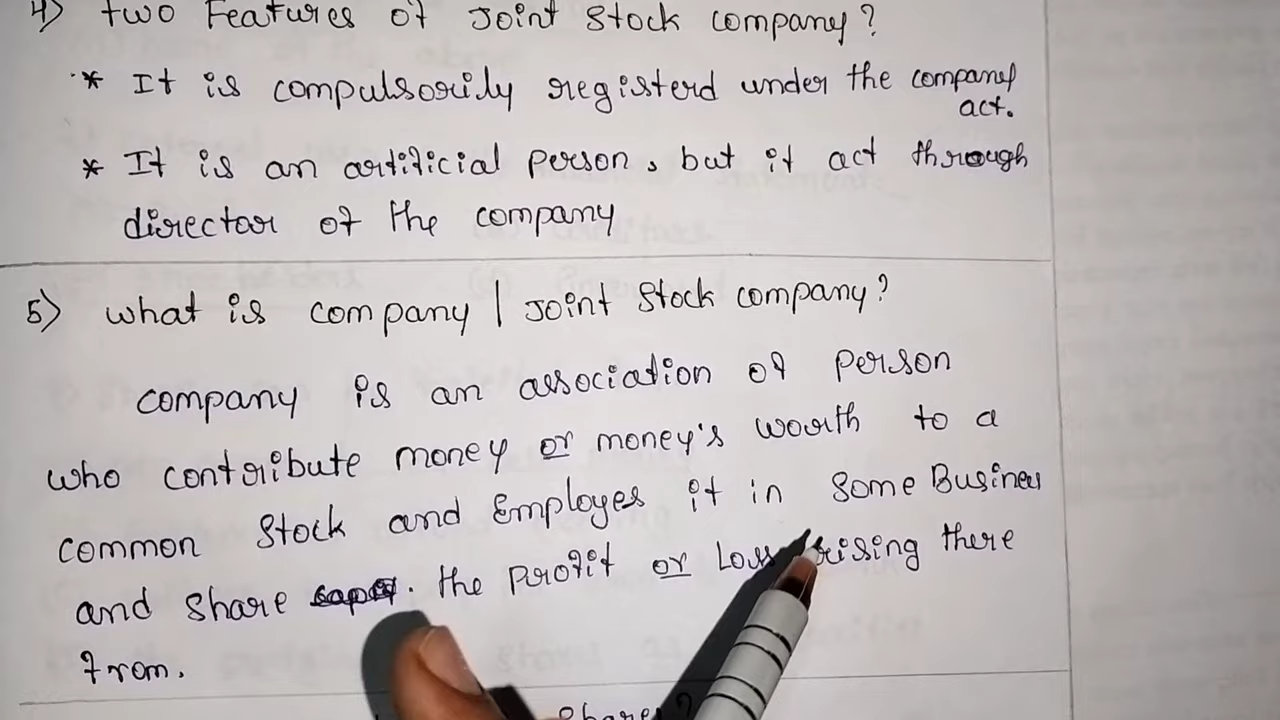 4) Two Features of Joint Stock company?
* It is compulsorily registerd under the company
act.
* It is an artificial person, but it act through
director of the company
5) What is company | Joint Stock company?
company is an association of person
who contribute money or money's worth to a
common stock and Employes it in some Business
and share the profit or Loss rising there
from.
shares?